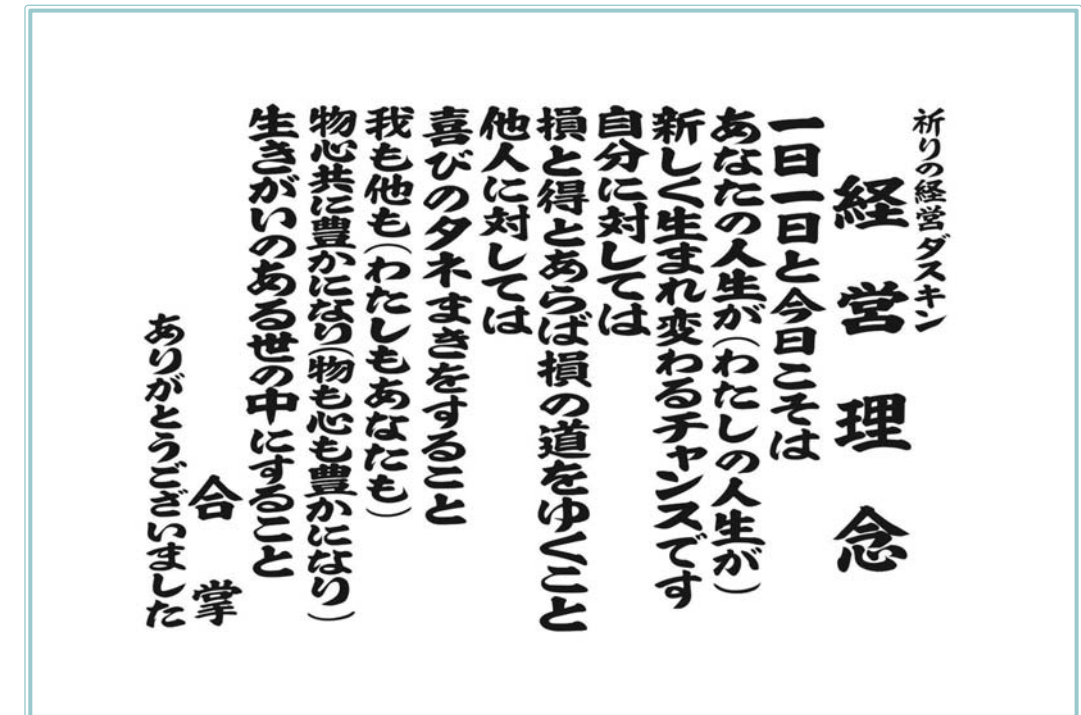 祈りの経営ダスキン
経営理念
一日一日と今日こそは
あなたの人生が(わたしの人生が)
新しく生まれ変わるチャンスです
自分に対しては
損と得とあらば損の道をゆくこと
他人に対しては
喜びのタネまきをすること
我も他も(わたしもあなたも)
物心共に豊かになり(物も心も豊かになり)
生きがいのある世の中にすること
合掌
ありがとうございました